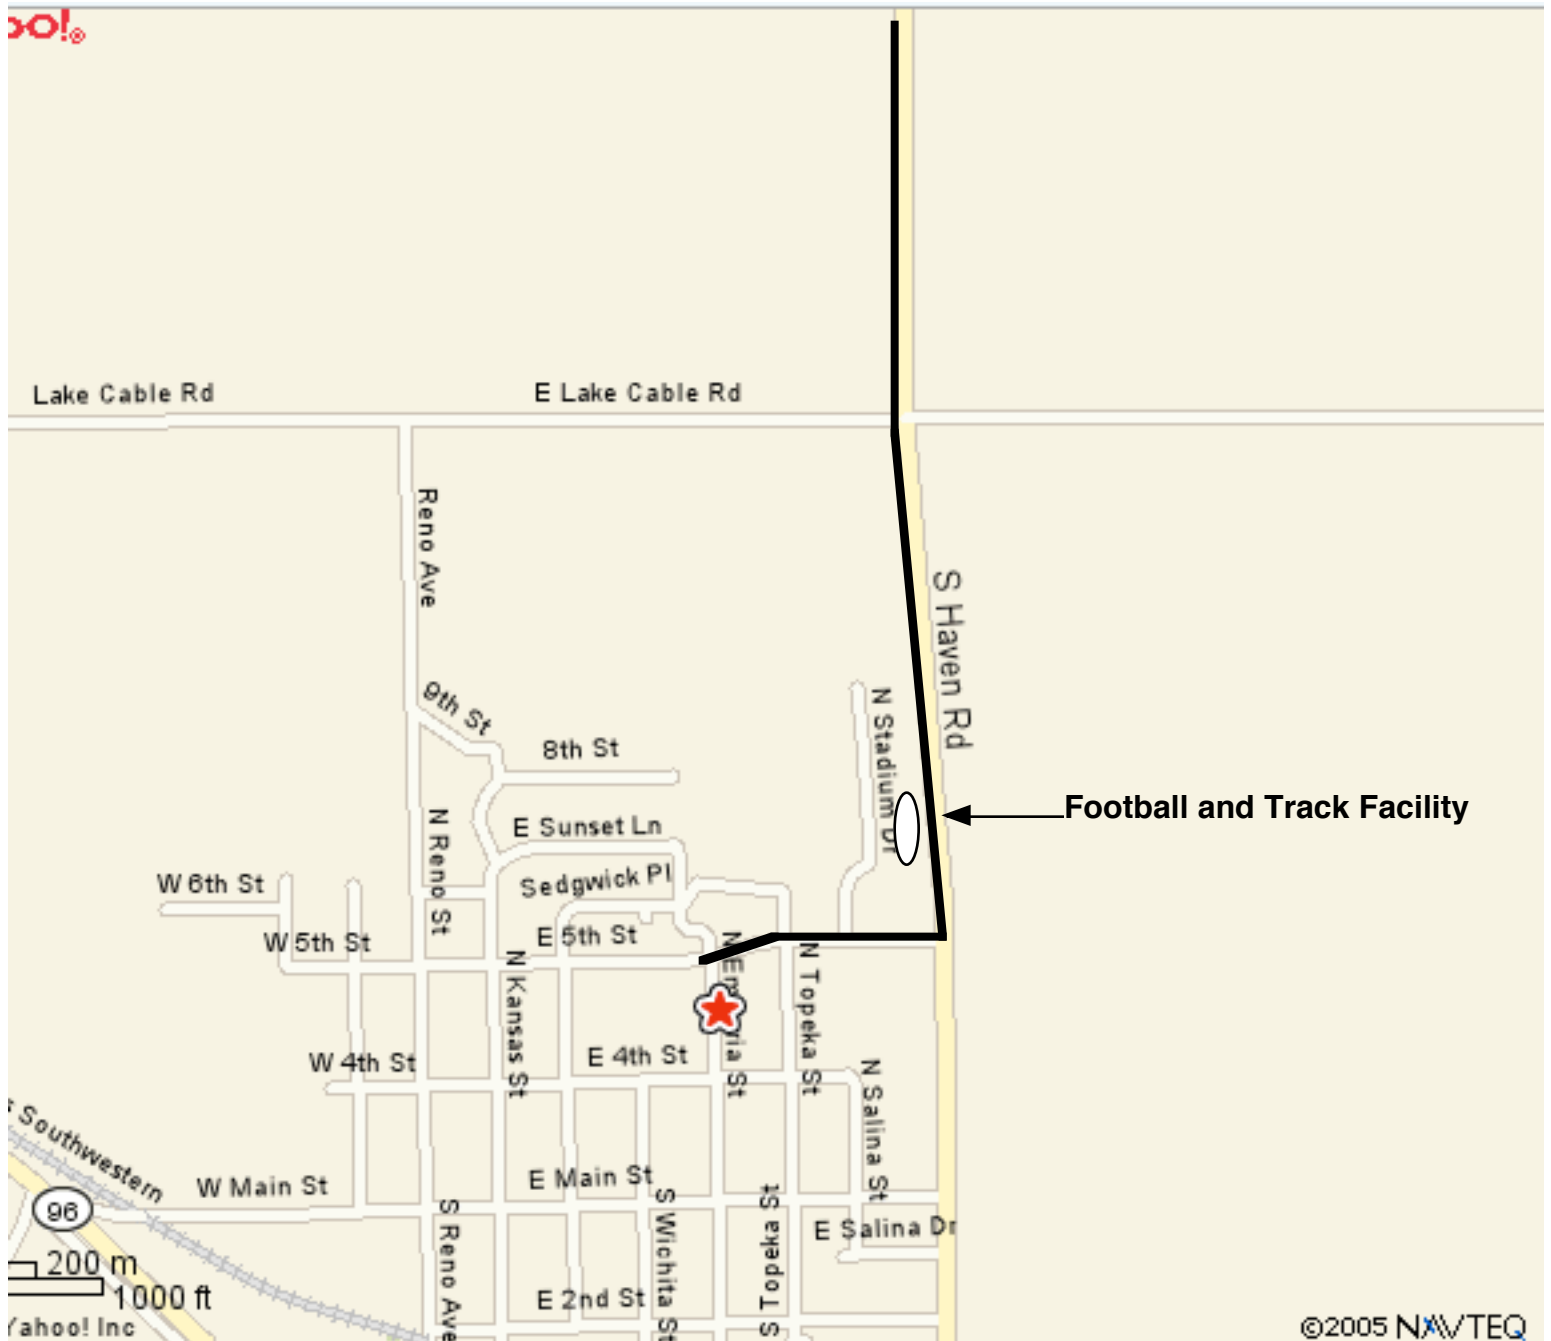 oo!®
Lake Cable Rd
E Lake Cable Rd
Reno Ave
S Haven Rd
9th St
N Stadium Dr
8th St
Football and Track Facility
N Reno St
E Sunset Ln
Sedgwick Pl
W 6th St
E 5th St
W 5th St
N Kansas St
N Topeka St
E 4th St
W 4th St
N Salina St
Southwestern
E Main St
W Main St
96
S Reno Ave
S Wichita St
S Topeka St
E Salina Dr
200 m
1000 ft
E 2nd St
Yahoo! Inc
©2005 NAVTEQ